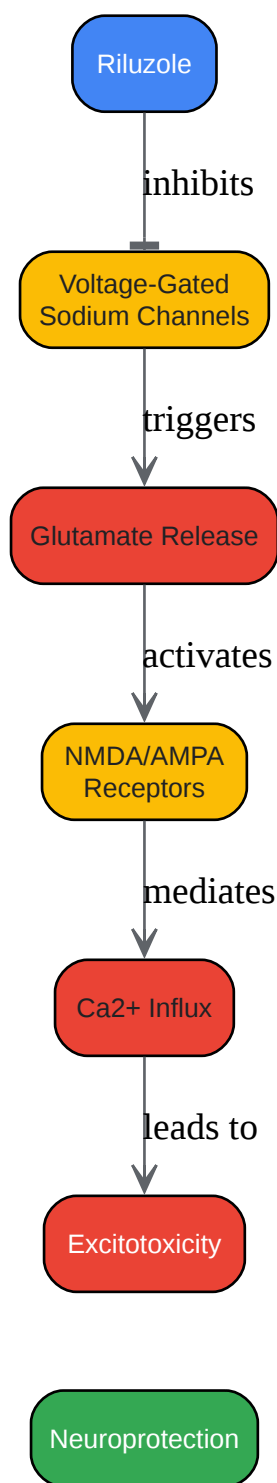 Riluzole
inhibits
Voltage-Gated
Sodium Channels
triggers
Glutamate Release
activates
NMDA/AMPA
Receptors
mediates
Ca2+ Influx
leads to
Excitotoxicity
Neuroprotection